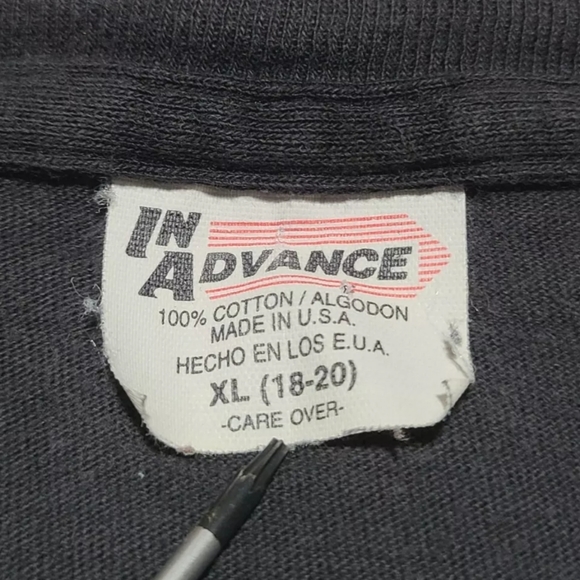 IN
ADVANCE
100% COTTON / ALGODON
MADE IN U.S.A.
HECHO EN LOS E.U.A.
XL (18-20)
-CARE OVER-